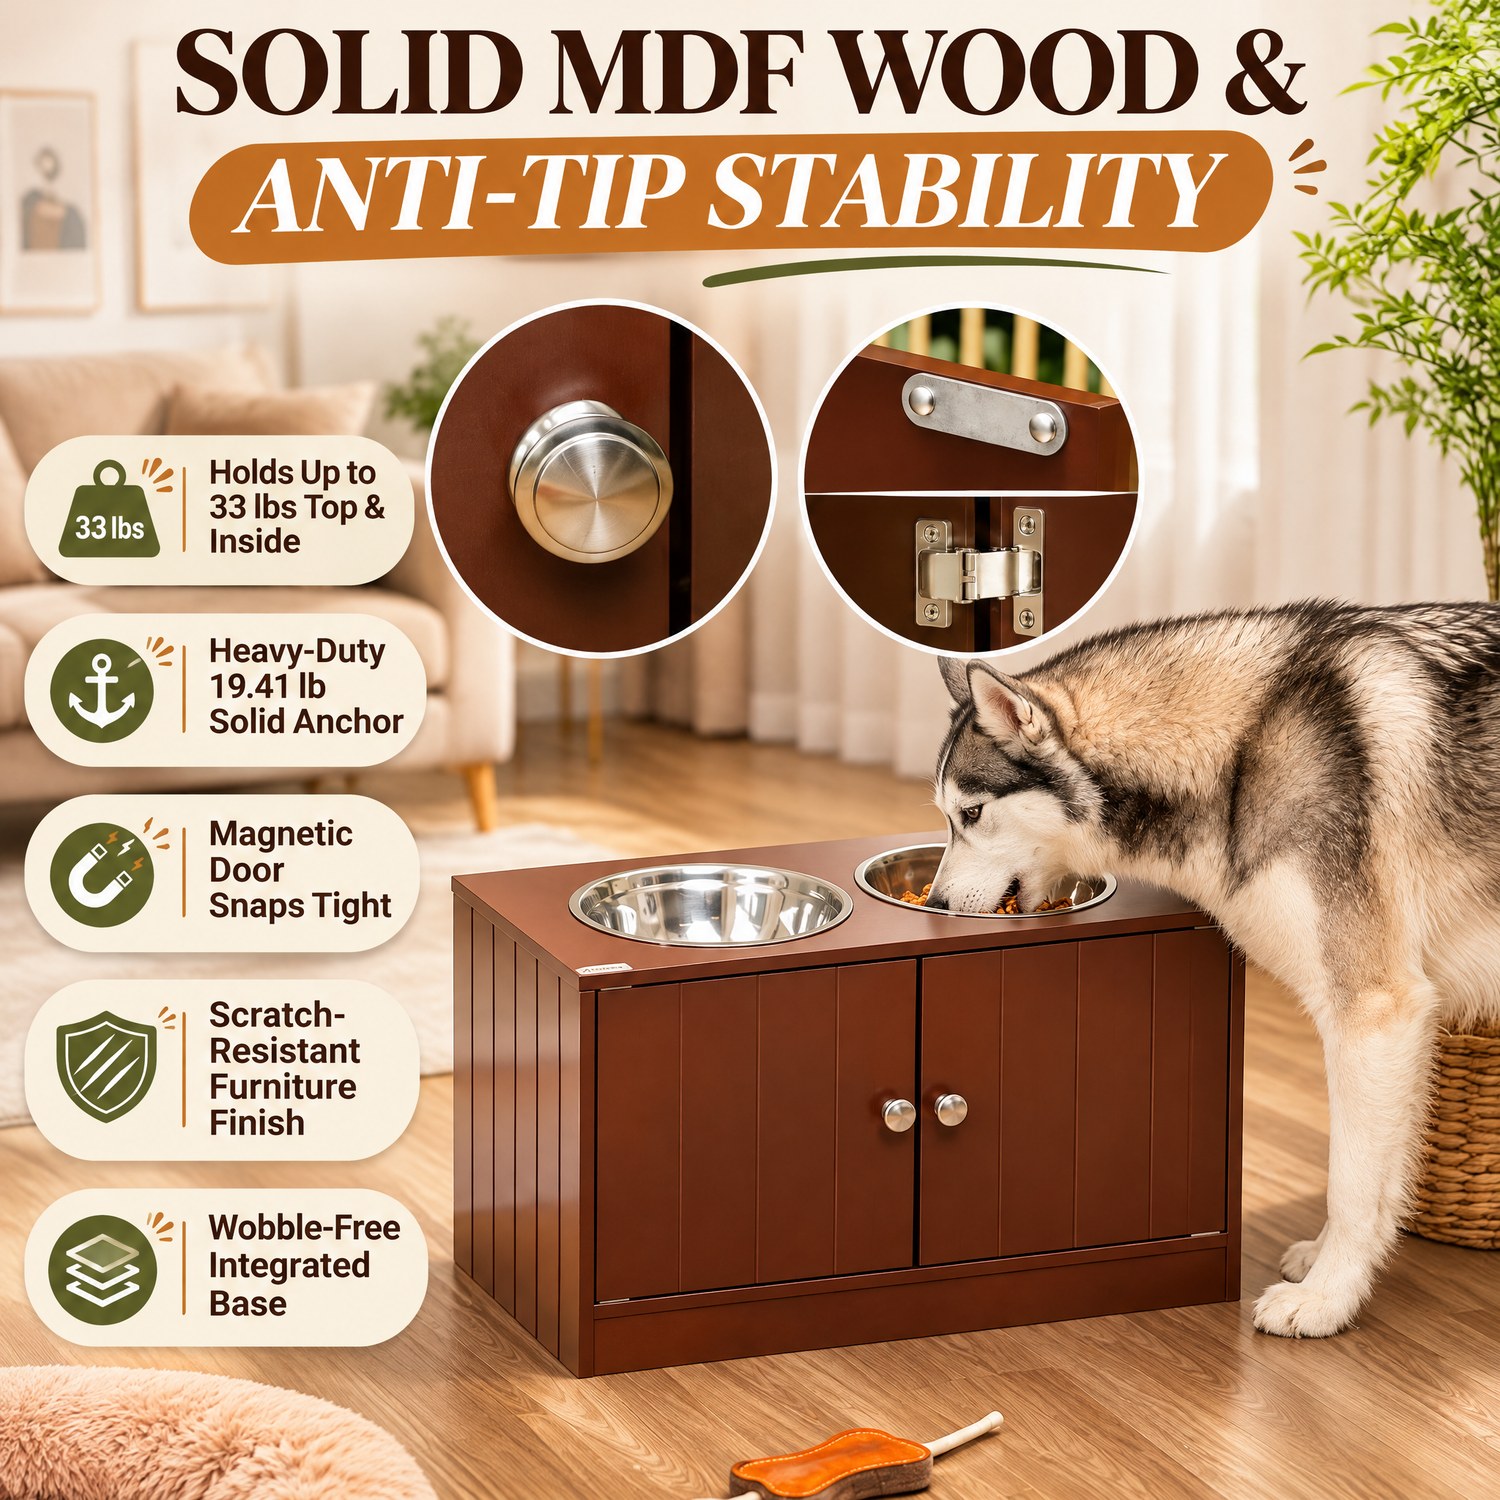 SOLID MDF WOOD &
ANTI-TIP STABILITY
33 lbs
Holds Up to
33 lbs Top &
Inside
Heavy-Duty
19.41 lb
Solid Anchor
Magnetic
Door
Snaps Tight
Scratch-
Resistant
Furniture
Finish
Wobble-Free
Integrated
Base